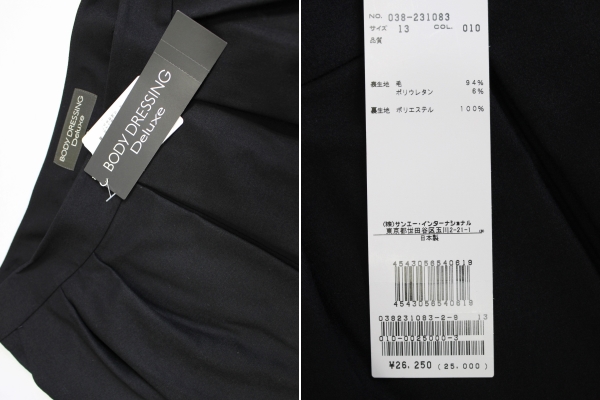 BODY DRESSING
Deluxe
BODY DRESSING
Deluxe
NO. 038-231083
サイズ 13 COL. 010
品質
表生地 毛 94%
ポリウレタン 6%
裏生地 ポリエステル 100%
(株)サンエー・インターナショナル
東京都世田谷区玉川2-21-1
日本製
4543056540619
4543056540619
038231083-2-8 13
010-0025000-3
¥26,250 (25,000)